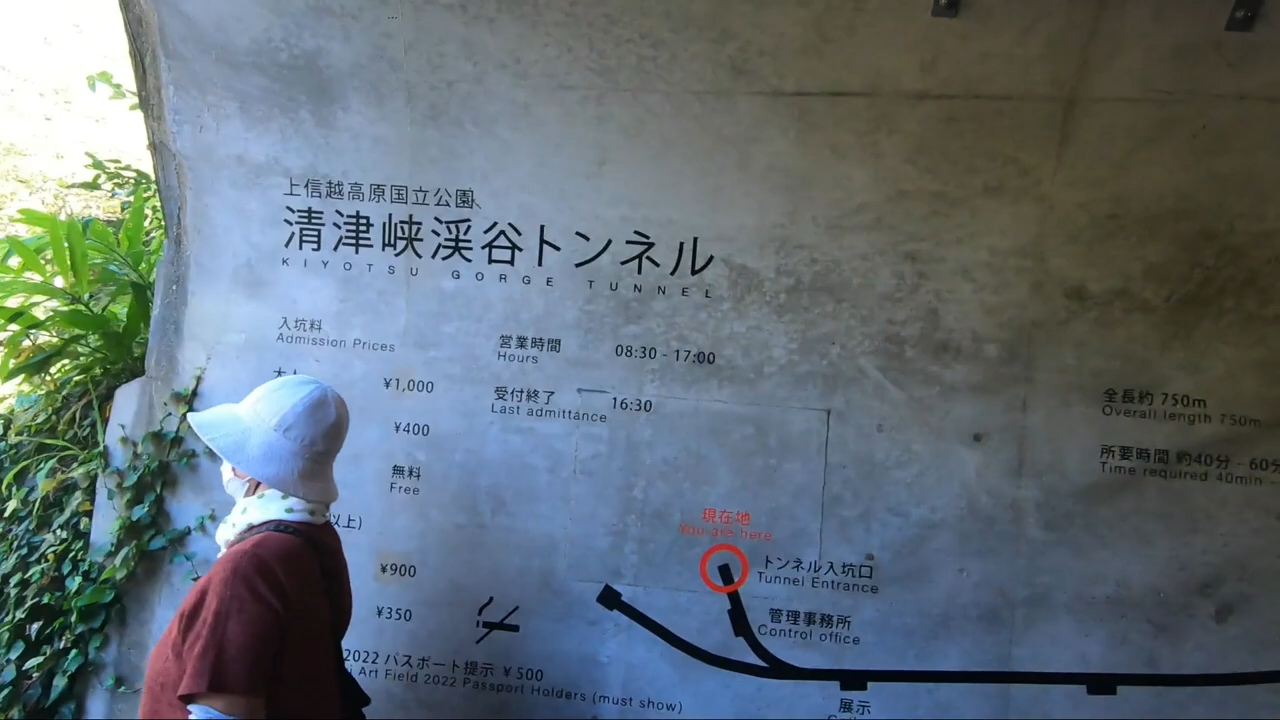 上信越高原国立公園
清津峡渓谷トンネル
KIYOTSU GORGE TUNNEL
入坑料
Admission Prices
¥1,000
¥400
無料
Free
以上)
¥900
¥350
2022 パスポート提示 ¥500
Art Field 2022 Passport Holders (must show)
営業時間 08:30 - 17:00
Hours
受付終了 16:30
Last admittance
現在地
You are here
トンネル入坑口
Tunnel Entrance
管理事務所
Control office
展示
全長約 750m
Overall length 750m
所要時間 約40分 - 60分
Time required 40min -